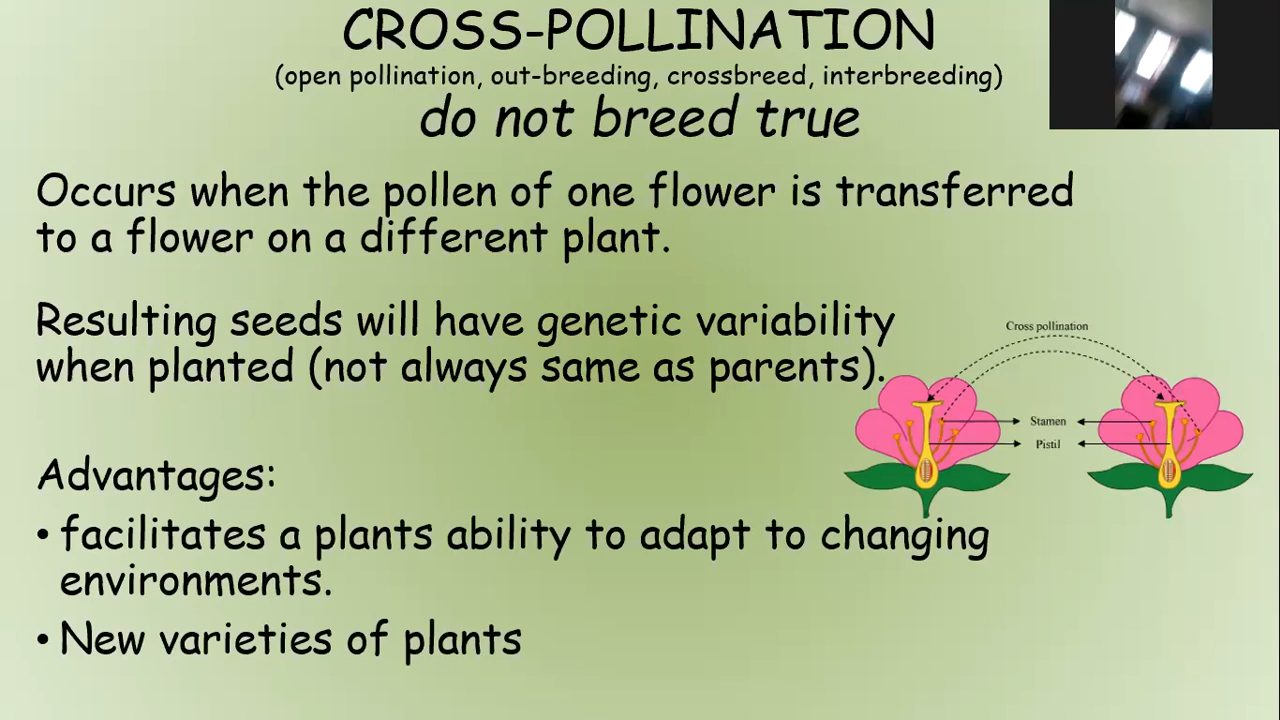 CROSS-POLLINATION
(open pollination, out-breeding, crossbreed, interbreeding)
do not breed true
Occurs when the pollen of one flower is transferred
to a flower on a different plant.
Resulting seeds will have genetic variability
when planted (not always same as parents).
Cross pollination
Stamen
Pistil
Advantages:
• facilitates a plants ability to adapt to changing
environments.
• New varieties of plants